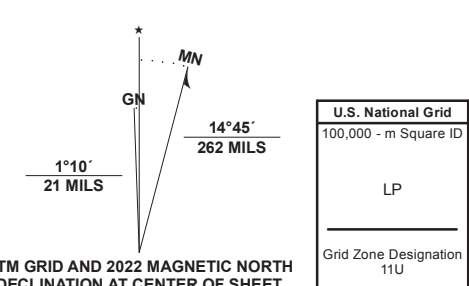 ★
MN
GN
14°45´
262 MILS
1°10´
21 MILS
TM GRID AND 2022 MAGNETIC NORTH
DECLINATION AT CENTER OF SHEET
U.S. National Grid
100,000 - m Square ID
LP
Grid Zone Designation
11U